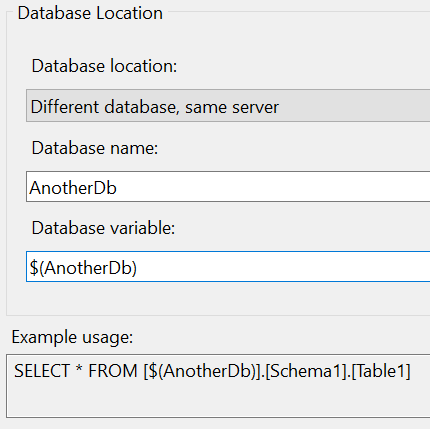 Database Location
Database location:
Different database, same server
Database name:
AnotherDb
Database variable:
$(AnotherDb)
Example usage:
SELECT * FROM [$(AnotherDb)].[Schema1].[Table1]